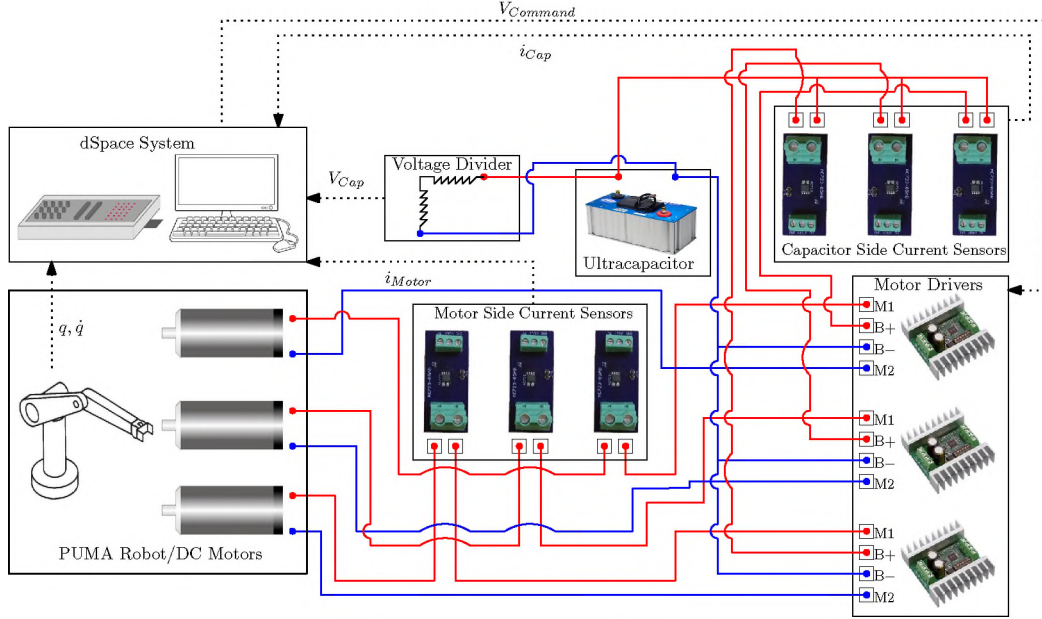 V_Command
i_Cap
dSpace System
Voltage Divider
V_Cap
Ultracapacitor
Capacitor Side Current Sensors
i_Motor
Motor Drivers
q, q̇
Motor Side Current Sensors
M1
B+
B−
M2
M1
B+
B−
M2
M1
B+
B−
M2
PUMA Robot/DC Motors